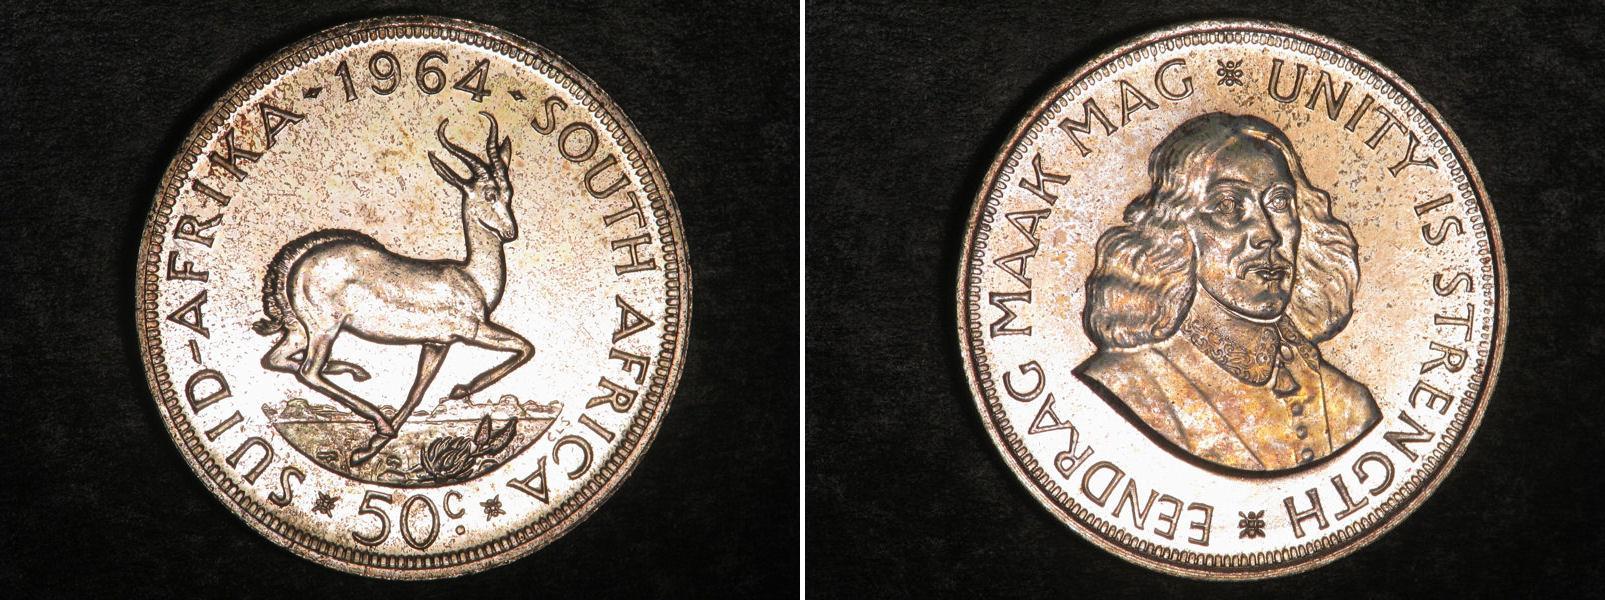 SUID-AFRIKA · 1964 · SOUTH AFRICA
50c
EENDRAG MAAK MAG
UNITY IS STRENGTH